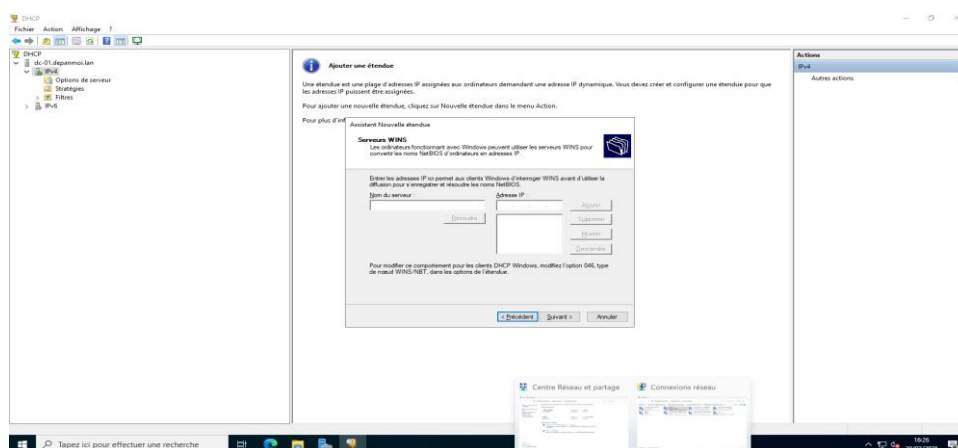 DHCP
Fichier Action Affichage ?
DHCP
dc-01.depanmoi.lan
IPv4
Options de serveur
Stratégies
Filtres
IPv6
Ajouter une étendue
Une étendue est une plage d'adresses IP assignées aux ordinateurs demandant une adresse IP dynamique. Vous devez créer et configurer une étendue pour que
les adresses IP puissent être assignées.
Pour ajouter une nouvelle étendue, cliquez sur Nouvelle étendue dans le menu Action.
Pour plus d'inf
Assistant Nouvelle étendue
Serveurs WINS
Les ordinateurs fonctionnant avec Windows peuvent utiliser les serveurs WINS pour
convertir les noms NetBIOS d'ordinateurs en adresses IP.
Entrer les adresses IP ici permet aux clients Windows d'interroger WINS avant d'utiliser la
diffusion pour s'enregistrer et résoudre les noms NetBIOS.
Nom du serveur :
Adresse IP :
Ajouter
Résoudre
Supprimer
Monter
Descendre
Pour modifier ce comportement pour les clients DHCP Windows, modifiez l'option 046, type
de nœud WINS/NBT, dans les options de l'étendue.
< Précédent
Suivant >
Annuler
Actions
IPv4
Autres actions
Centre Réseau et partage
Connexions réseau
Tapez ici pour effectuer une recherche
16:26